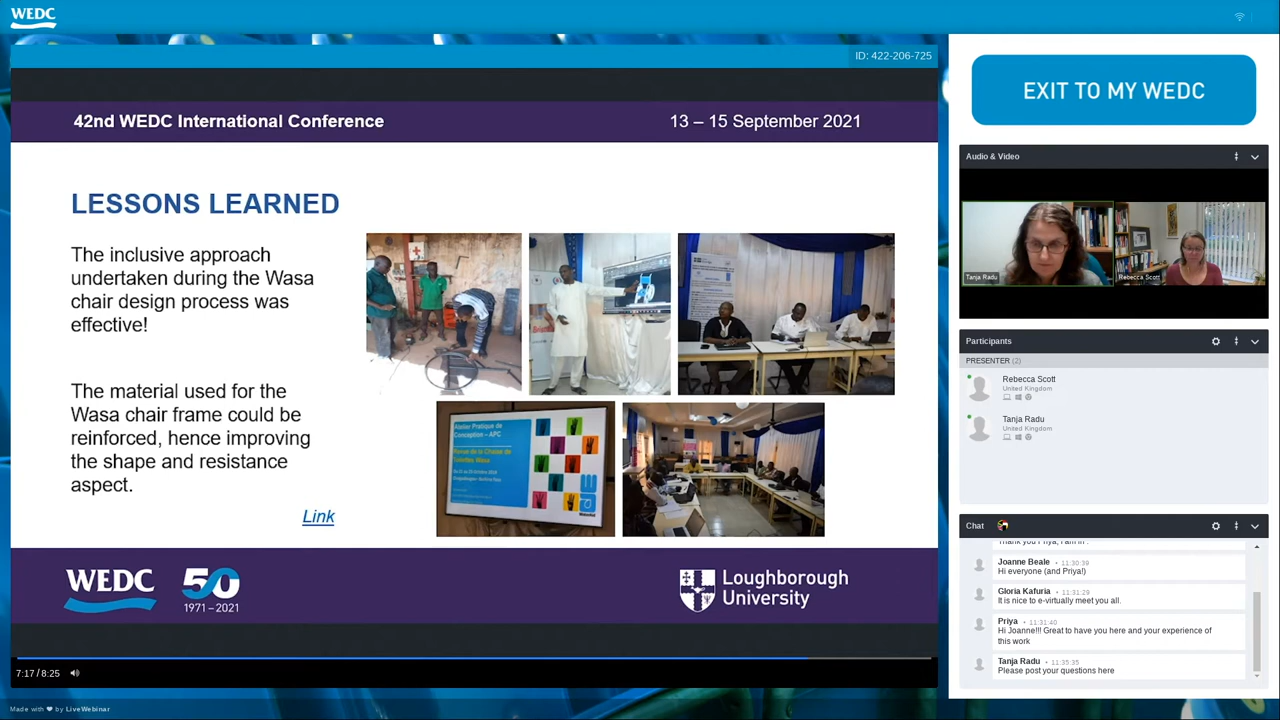 WEDC
ID: 422-206-725
42nd WEDC International Conference
13 – 15 September 2021
LESSONS LEARNED
The inclusive approach
undertaken during the Wasa
chair design process was
effective!
The material used for the
Wasa chair frame could be
reinforced, hence improving
the shape and resistance
aspect.
Link
Atelier Pratique de
Conception – APC
WEDC
50
1971 – 2021
Loughborough
University
7:17 / 8:25
Made with ❤ by LiveWebinar
EXIT TO MY WEDC
Audio & Video
Tanja Radu
Rebecca Scott
Participants
PRESENTER (2)
Rebecca Scott
United Kingdom
Tanja Radu
United Kingdom
Chat
Joanne Beale • 11:30:39
Hi everyone (and Priya!)
Gloria Kafuria • 11:31:29
It is nice to e-virtually meet you all.
Priya • 11:31:40
Hi Joanne!!! Great to have you here and your experience of
this work
Tanja Radu • 11:35:35
Please post your questions here